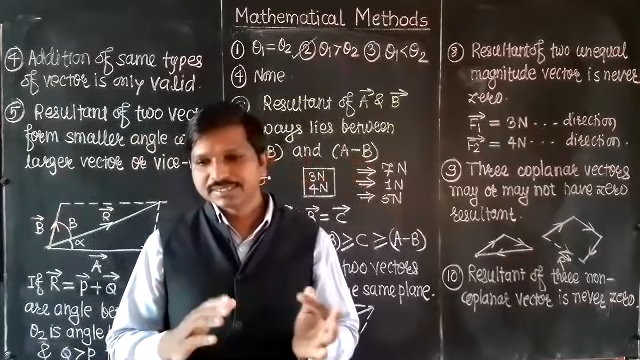 Mathematical Methods
④ Addition of same types
of vector is only valid.
⑤ Resultant of two vect
form smaller angle w
larger vector or vice-
B⃗ β R⃗
α
A⃗
If R⃗ = P⃗ + Q⃗
are angle be
θ₂ is angle b
& Q > P
① θ₁ = θ₂ ② θ₁ > θ₂ ③ θ₁ < θ₂
④ None
Resultant of A⃗ & B⃗
ways lies between
B) and (A-B)
3N
4N
→ 7N
→ 1N
→ 5N
B⃗ = C⃗
B) ≥ C ≥ (A-B)
two vectors
e same plane.
⑧ Resultant of two unequal
magnitude vector is never
zero.
F₁⃗ = 3N ... direction
F₂⃗ = 4N ... direction.
⑨ Three coplanar vectors
may or may not have zero
resultant.
R⃗
⑩ Resultant of three non-
coplanar vector is never zero